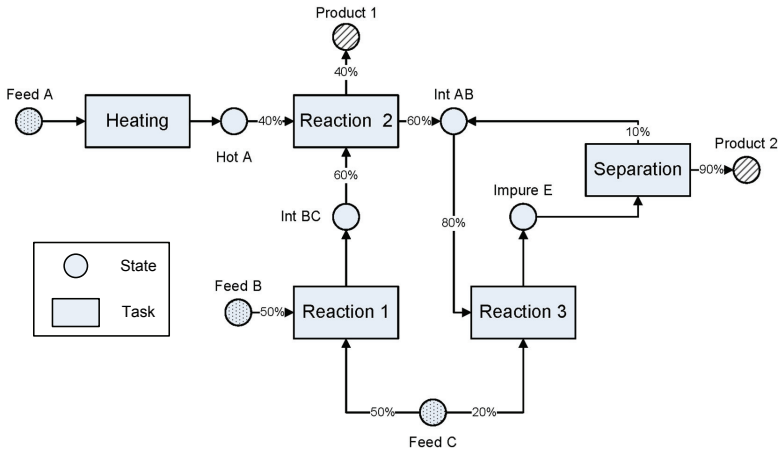 Product 1
40%
Feed A
Heating
Hot A
40%
Reaction 2
60%
Int AB
10%
Separation
90%
Product 2
60%
Int BC
80%
Impure E
State
Task
Feed B
50%
Reaction 1
Reaction 3
50%
Feed C
20%